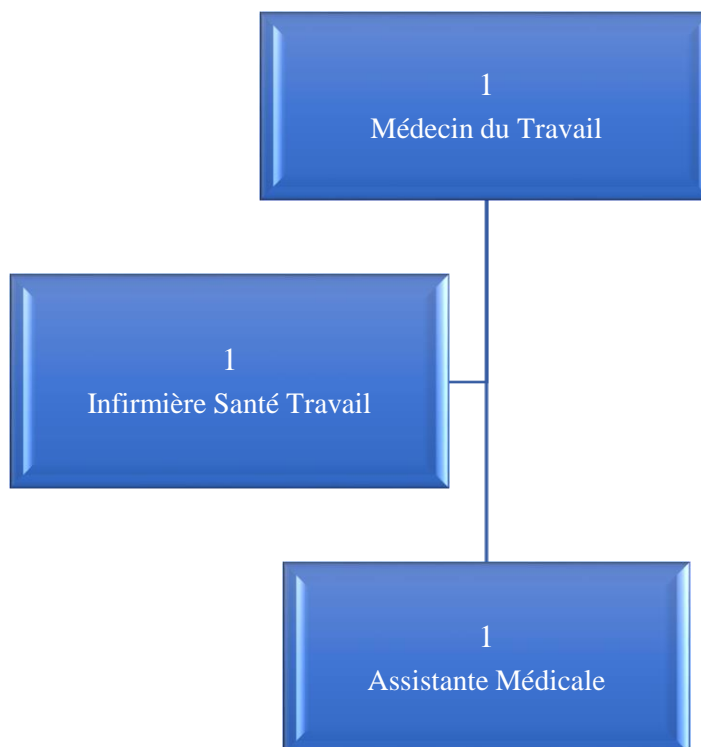 1
Médecin du Travail
1
Infirmière Santé Travail
1
Assistante Médicale